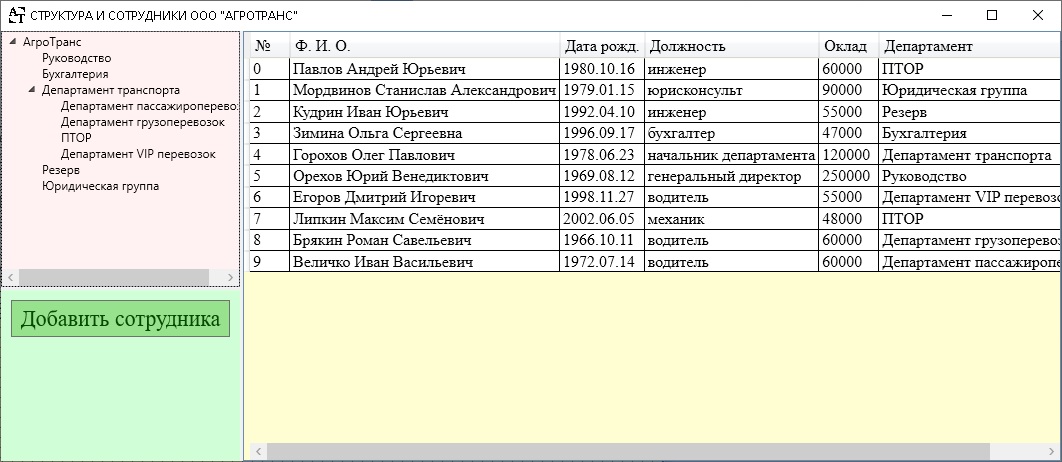 СТРУКТУРА И СОТРУДНИКИ ООО "АГРОТРАНС"
АгроТранс
Руководство
Бухгалтерия
Департамент транспорта
Департамент пассажироперево
Департамент грузоперевозок
ПТОР
Департамент VIP перевозок
Резерв
Юридическая группа
Добавить сотрудника
№ Ф. И. О. Дата рожд. Должность Оклад Департамент
0 Павлов Андрей Юрьевич 1980.10.16 инженер 60000 ПТОР
1 Мордвинов Станислав Александрович 1979.01.15 юрисконсульт 90000 Юридическая группа
2 Кудрин Иван Юрьевич 1992.04.10 инженер 55000 Резерв
3 Зимина Ольга Сергеевна 1996.09.17 бухгалтер 47000 Бухгалтерия
4 Горохов Олег Павлович 1978.06.23 начальник департамента 120000 Департамент транспорта
5 Орехов Юрий Венедиктович 1969.08.12 генеральный директор 250000 Руководство
6 Егоров Дмитрий Игоревич 1998.11.27 водитель 55000 Департамент VIP перевозо
7 Липкин Максим Семёнович 2002.06.05 механик 48000 ПТОР
8 Брякин Роман Савельевич 1966.10.11 водитель 60000 Департамент грузоперевоз
9 Величко Иван Васильевич 1972.07.14 водитель 60000 Департамент пассажиропе